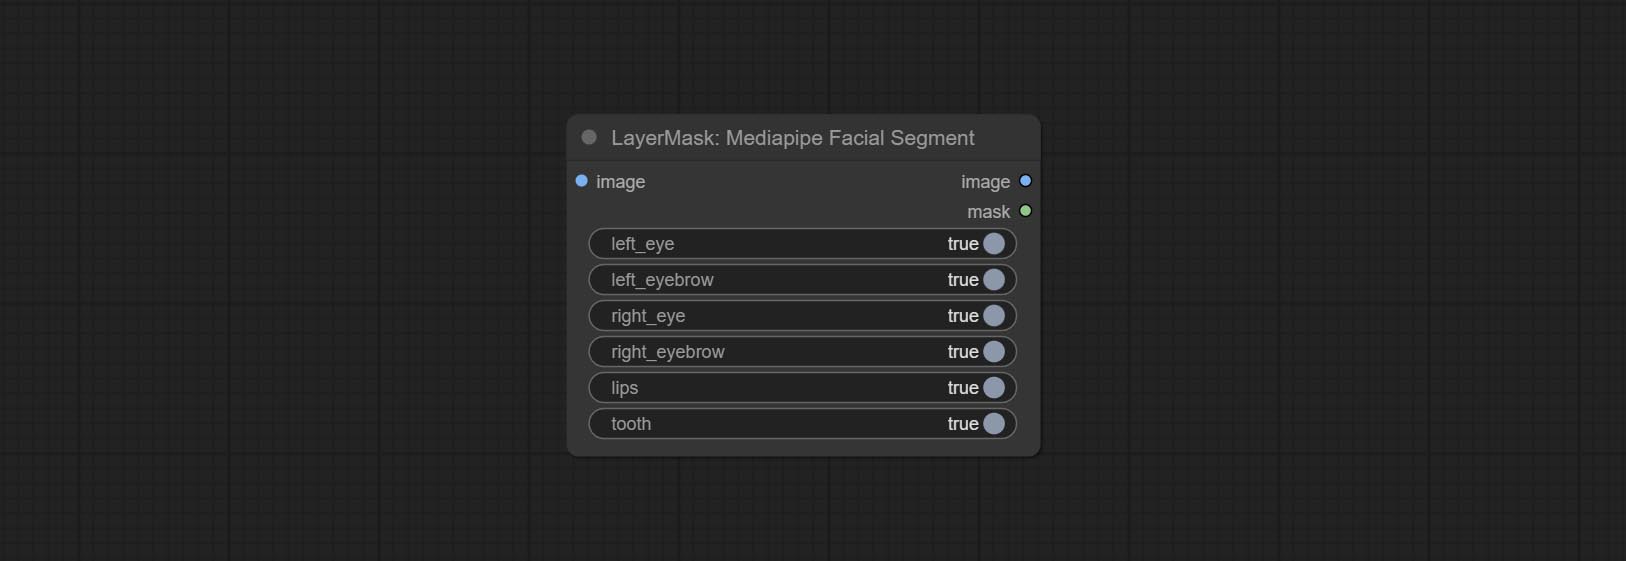 LayerMask: Mediapipe Facial Segment
image image
mask
left_eye true
left_eyebrow true
right_eye true
right_eyebrow true
lips true
tooth true